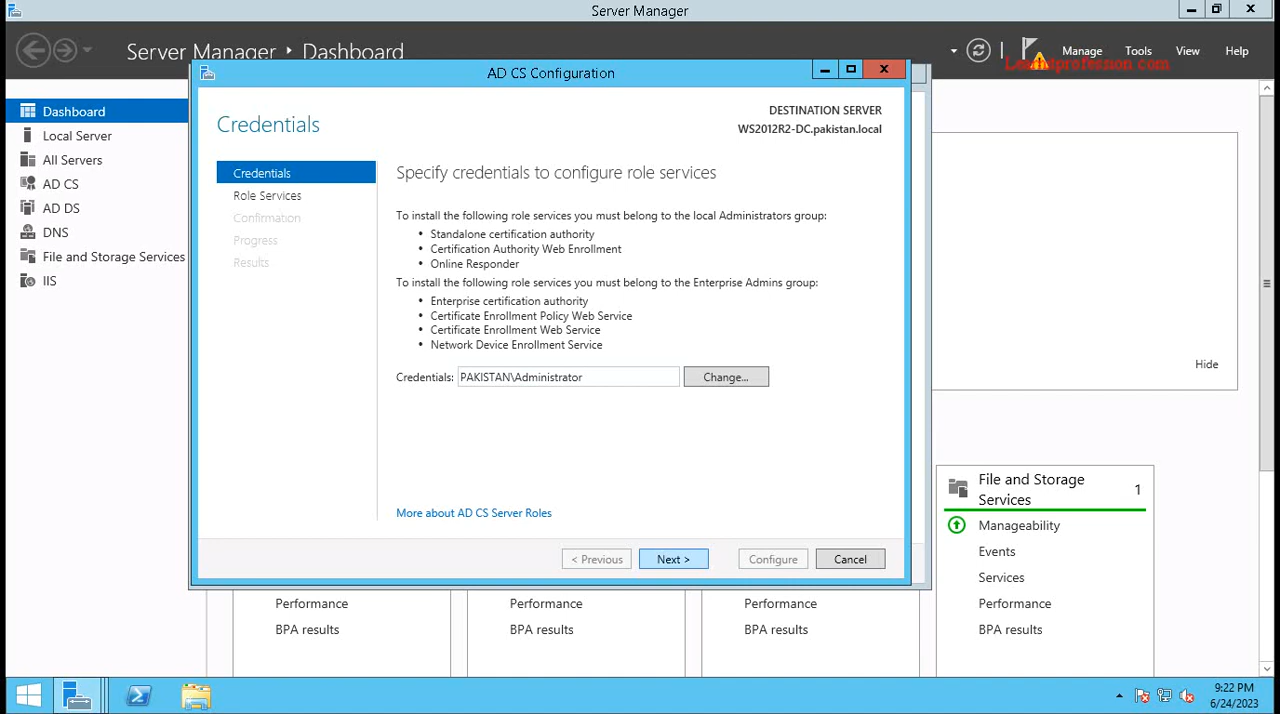 Server Manager
Server Manager ‣ Dashboard
Manage Tools View Help
Learnitprofession.com
Dashboard
Local Server
All Servers
AD CS
AD DS
DNS
File and Storage Services
IIS
AD CS Configuration
Credentials
DESTINATION SERVER
WS2012R2-DC.pakistan.local
Credentials
Role Services
Confirmation
Progress
Results
Specify credentials to configure role services
To install the following role services you must belong to the local Administrators group:
• Standalone certification authority
• Certification Authority Web Enrollment
• Online Responder
To install the following role services you must belong to the Enterprise Admins group:
• Enterprise certification authority
• Certificate Enrollment Policy Web Service
• Certificate Enrollment Web Service
• Network Device Enrollment Service
Credentials: PAKISTAN\Administrator Change...
More about AD CS Server Roles
< Previous Next > Configure Cancel
Hide
File and Storage
Services 1
Manageability
Events
Services
Performance
BPA results
Performance
BPA results
Performance
BPA results
Performance
BPA results
9:22 PM
6/24/2023